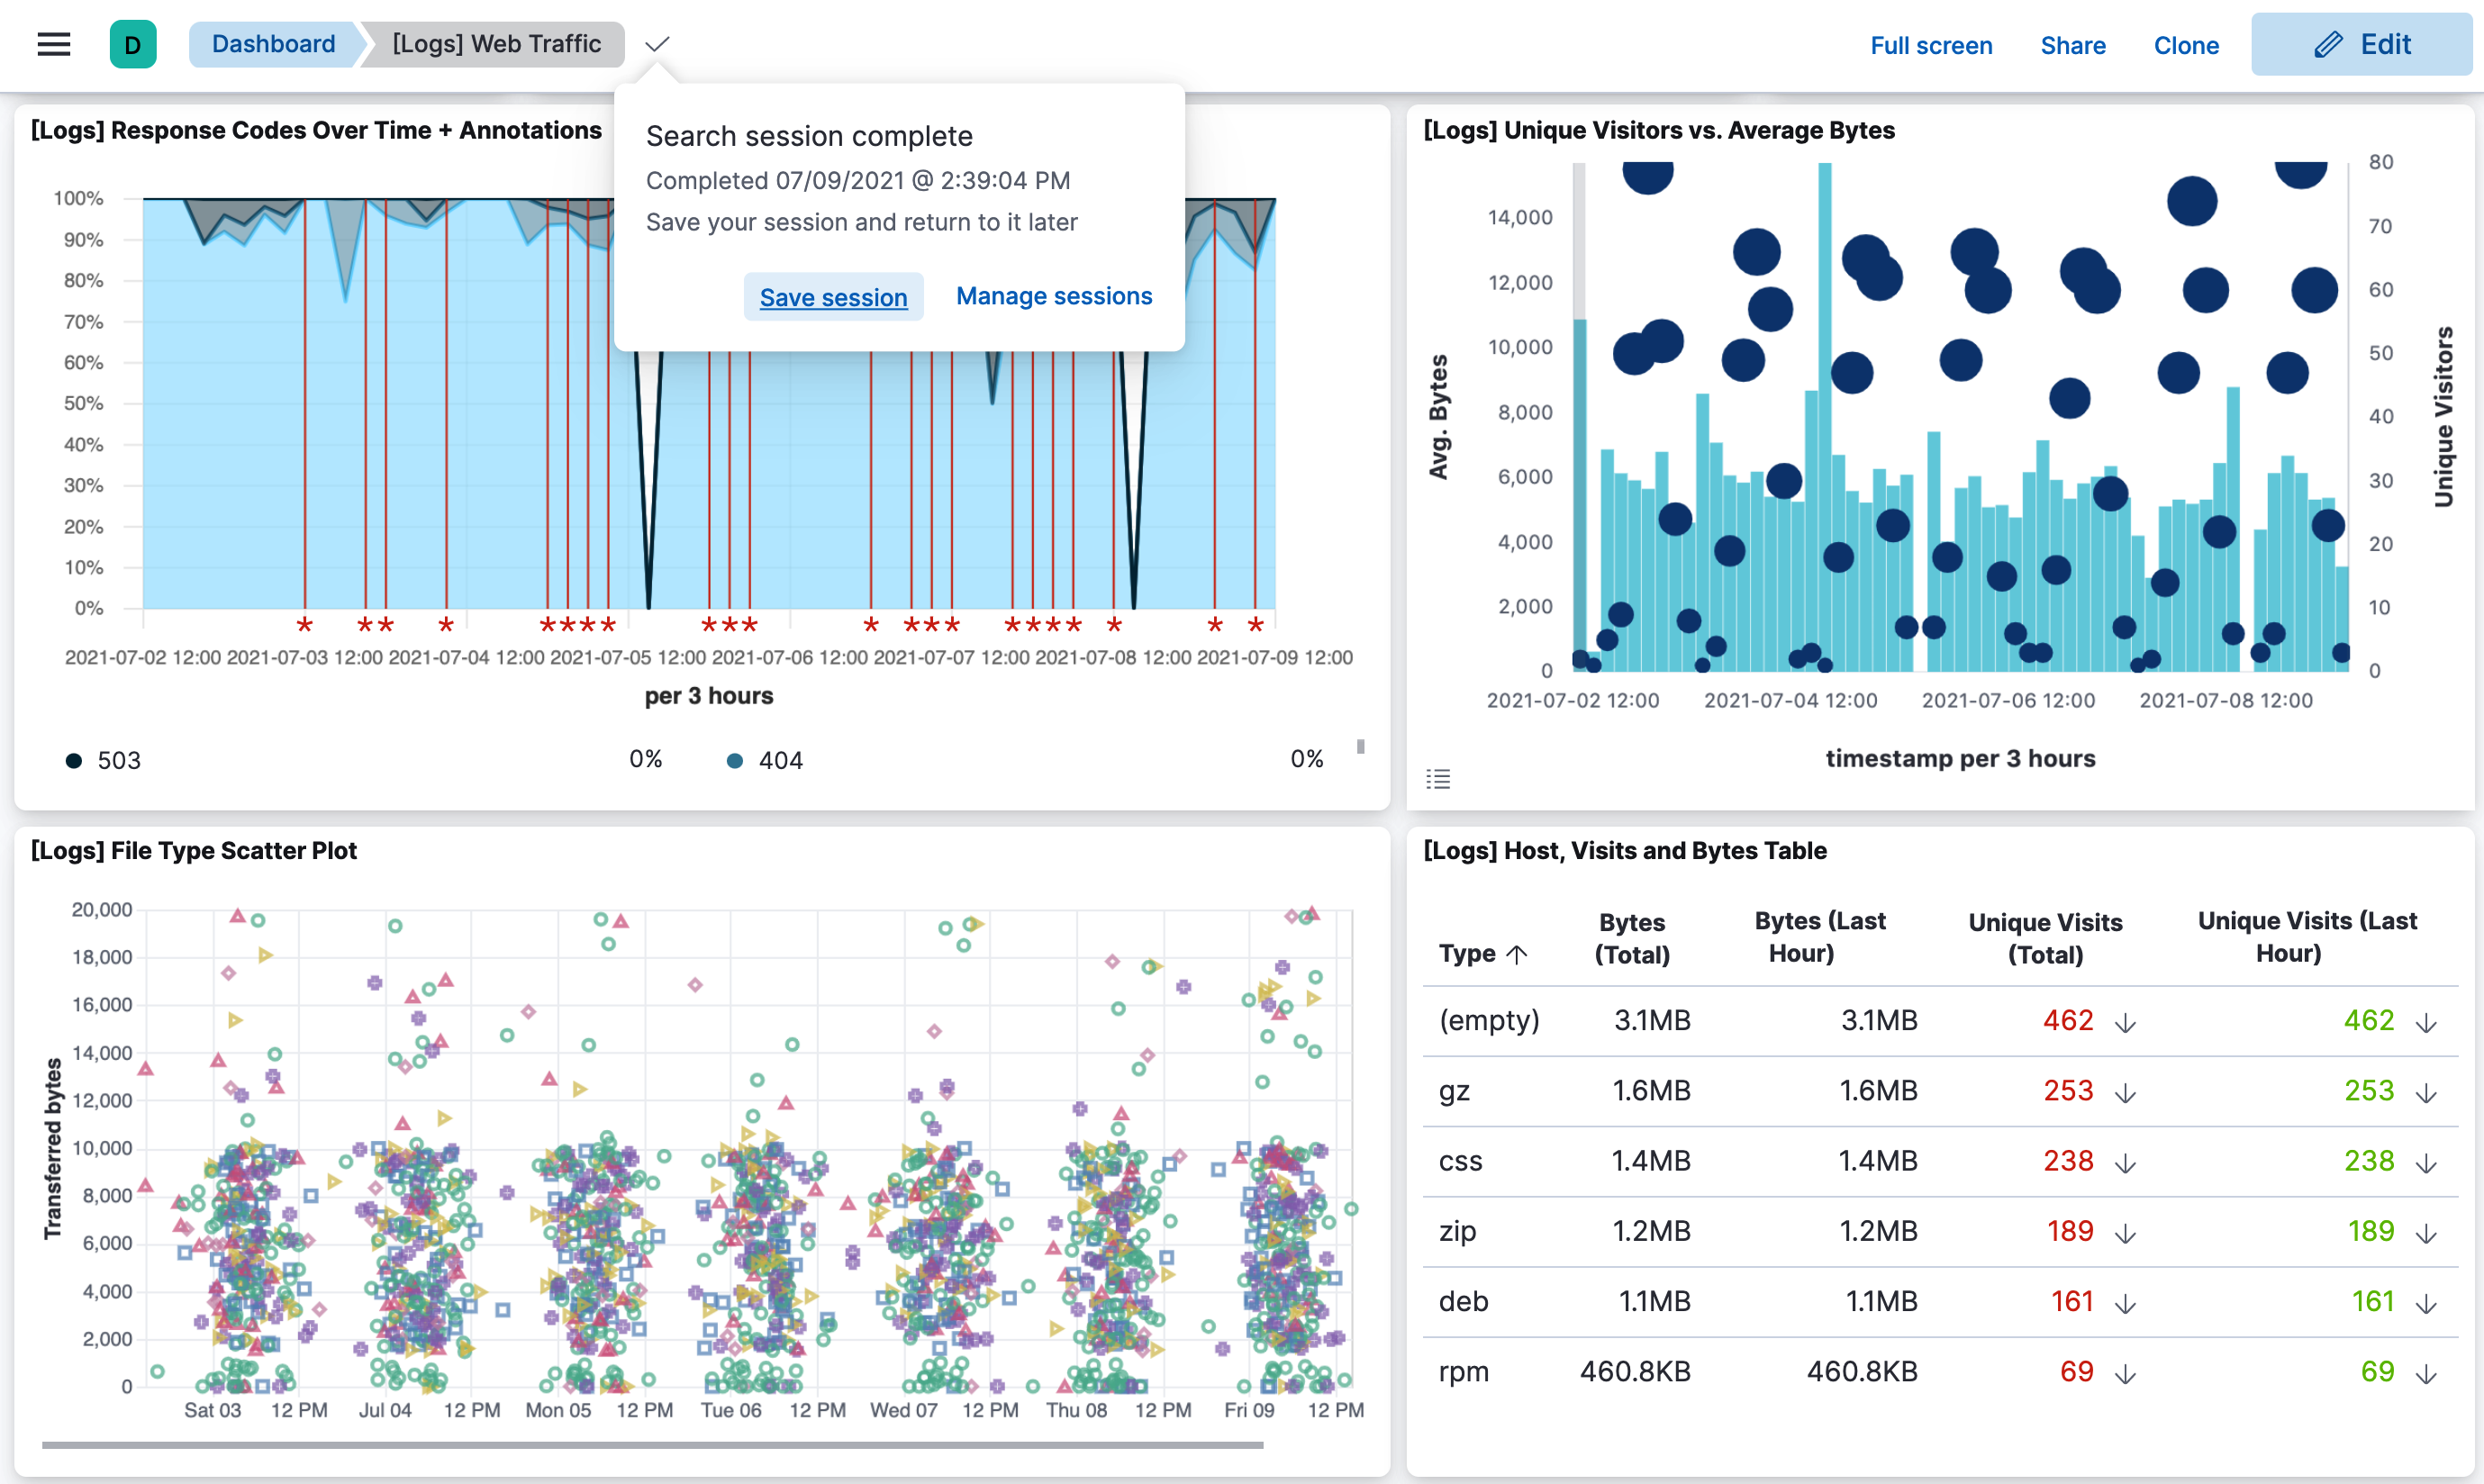 D Dashboard [Logs] Web Traffic Full screen Share Clone Edit
Search session complete
Completed 07/09/2021 @ 2:39:04 PM
Save your session and return to it later
Save session Manage sessions
[Logs] Response Codes Over Time + Annotations
100%
90%
80%
70%
60%
50%
40%
30%
20%
10%
0%
* ** * **** *** * *** **** * * *
2021-07-02 12:00 2021-07-03 12:00 2021-07-04 12:00 2021-07-05 12:00 2021-07-06 12:00 2021-07-07 12:00 2021-07-08 12:00 2021-07-09 12:00
per 3 hours
503 0% 404 0%
[Logs] Unique Visitors vs. Average Bytes
Avg. Bytes
14,000
12,000
10,000
8,000
6,000
4,000
2,000
0
80
70
60
50
40
30
20
10
0
Unique Visitors
2021-07-02 12:00 2021-07-04 12:00 2021-07-06 12:00 2021-07-08 12:00
timestamp per 3 hours
[Logs] File Type Scatter Plot
Transferred bytes
20,000
18,000
16,000
14,000
12,000
10,000
8,000
6,000
4,000
2,000
0
Sat 03 12 PM Jul 04 12 PM Mon 05 12 PM Tue 06 12 PM Wed 07 12 PM Thu 08 12 PM Fri 09 12 PM
[Logs] Host, Visits and Bytes Table
Type Bytes (Total) Bytes (Last Hour) Unique Visits (Total) Unique Visits (Last Hour)
(empty) 3.1MB 3.1MB 462 462
gz 1.6MB 1.6MB 253 253
css 1.4MB 1.4MB 238 238
zip 1.2MB 1.2MB 189 189
deb 1.1MB 1.1MB 161 161
rpm 460.8KB 460.8KB 69 69